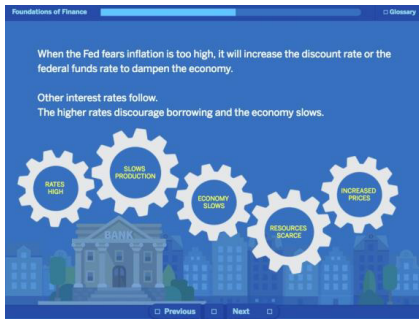 Foundations of Finance
Glossary
When the Fed fears inflation is too high, it will increase the discount rate or the
federal funds rate to dampen the economy.
Other interest rates follow.
The higher rates discourage borrowing and the economy slows.
RATES
HIGH
SLOWS
PRODUCTION
ECONOMY
SLOWS
RESOURCES
SCARCE
INCREASED
PRICES
BANK
Previous
Next